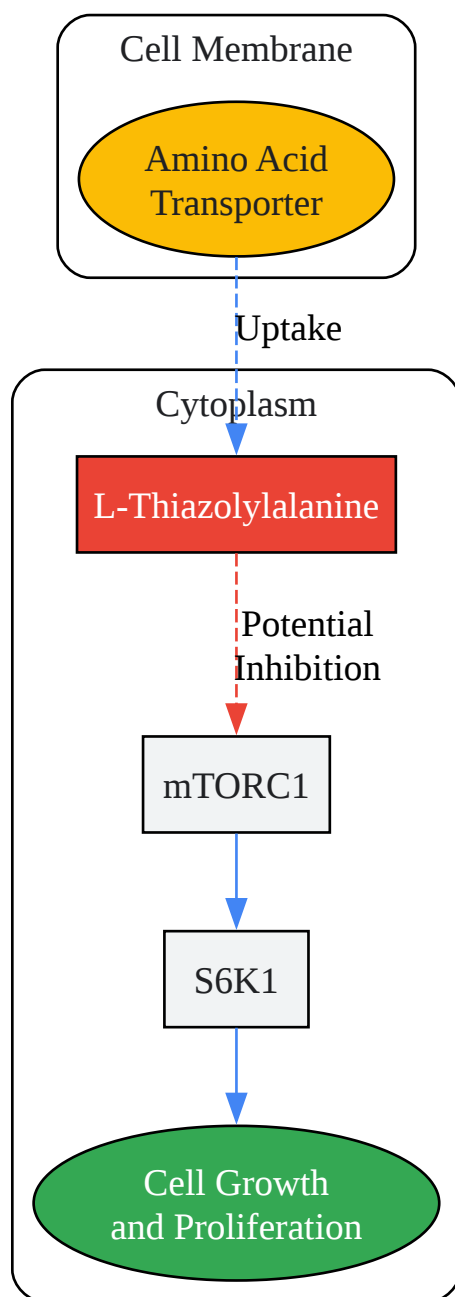 Cell Membrane
Amino Acid
Transporter
Uptake
Cytoplasm
L-Thiazolylalanine
Potential
Inhibition
mTORC1
S6K1
Cell Growth
and Proliferation